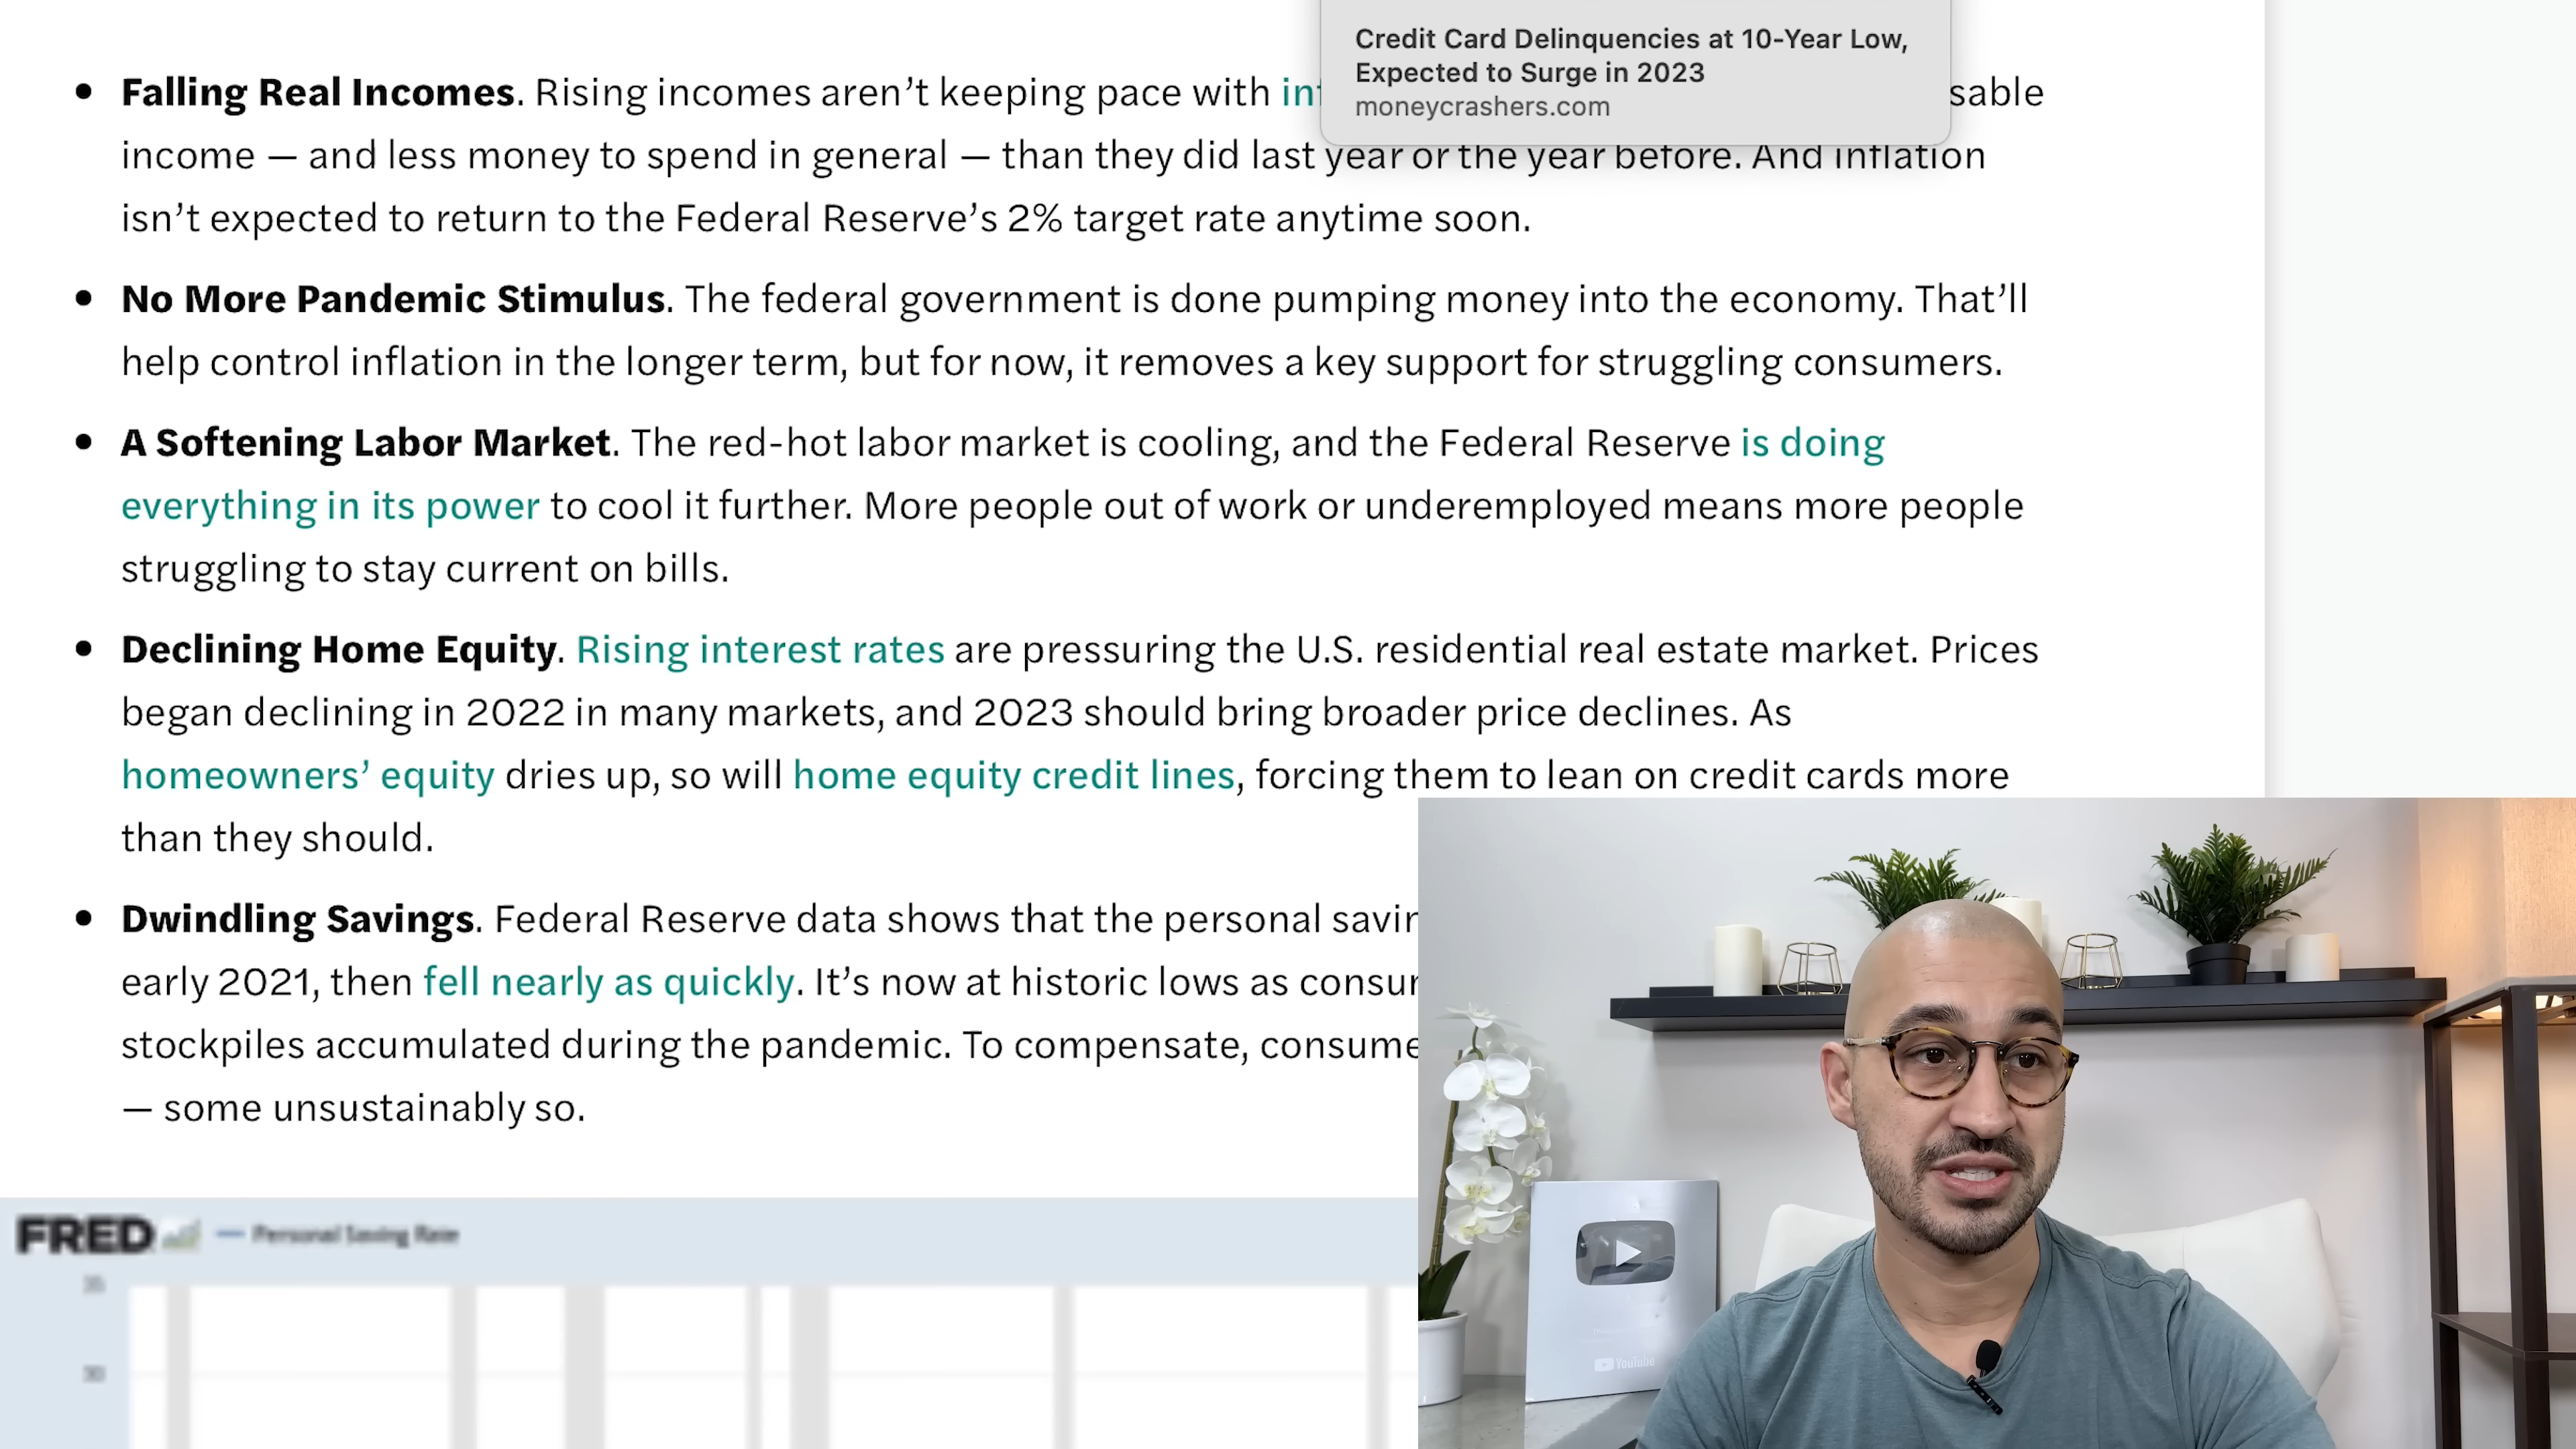 Credit Card Delinquencies at 10-Year Low,
Expected to Surge in 2023
moneycrashers.com
• Falling Real Incomes. Rising incomes aren’t keeping pace with sable
income — and less money to spend in general — than they did last year or the year before. And inflation
isn’t expected to return to the Federal Reserve’s 2% target rate anytime soon.
• No More Pandemic Stimulus. The federal government is done pumping money into the economy. That’ll
help control inflation in the longer term, but for now, it removes a key support for struggling consumers.
• A Softening Labor Market. The red-hot labor market is cooling, and the Federal Reserve is doing
everything in its power to cool it further. More people out of work or underemployed means more people
struggling to stay current on bills.
• Declining Home Equity. Rising interest rates are pressuring the U.S. residential real estate market. Prices
began declining in 2022 in many markets, and 2023 should bring broader price declines. As
homeowners’ equity dries up, so will home equity credit lines, forcing them to lean on credit cards more
than they should.
• Dwindling Savings. Federal Reserve data shows that the personal savin
early 2021, then fell nearly as quickly. It’s now at historic lows as consum
stockpiles accumulated during the pandemic. To compensate, consume
— some unsustainably so.
FRED — Personal Saving Rate
35
30
YouTube